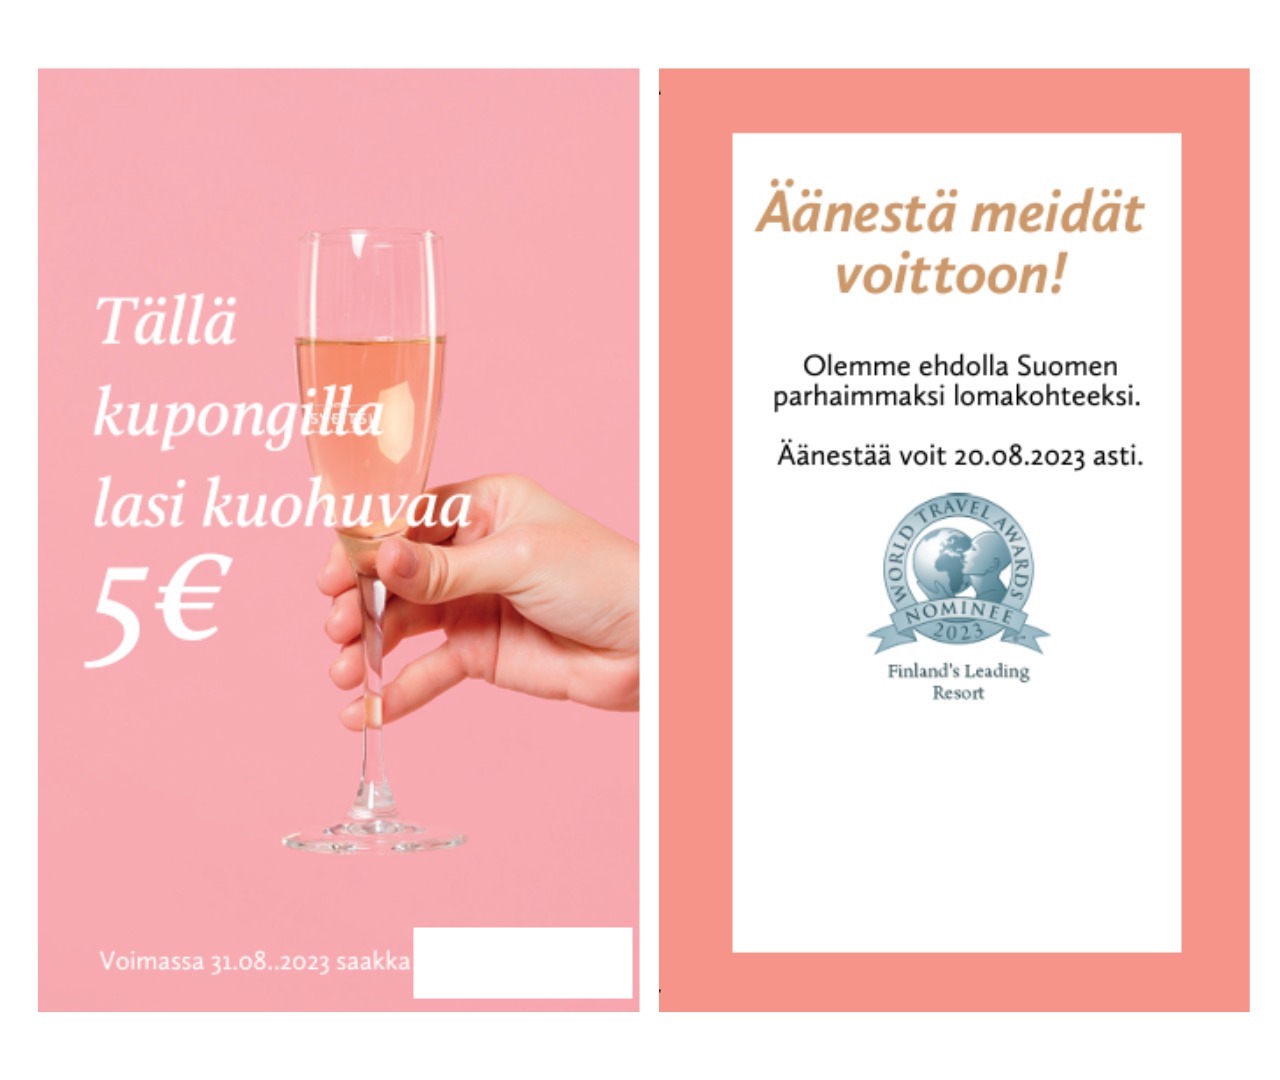 Tällä
kupongilla
lasi kuohuvaa
5€
Voimassa 31.08..2023 saakka
Äänestä meidät
voittoon!
Olemme ehdolla Suomen
parhaimmaksi lomakohteeksi.
Äänestää voit 20.08.2023 asti.
WORLD TRAVEL AWARDS
NOMINEE
2023
Finland's Leading
Resort